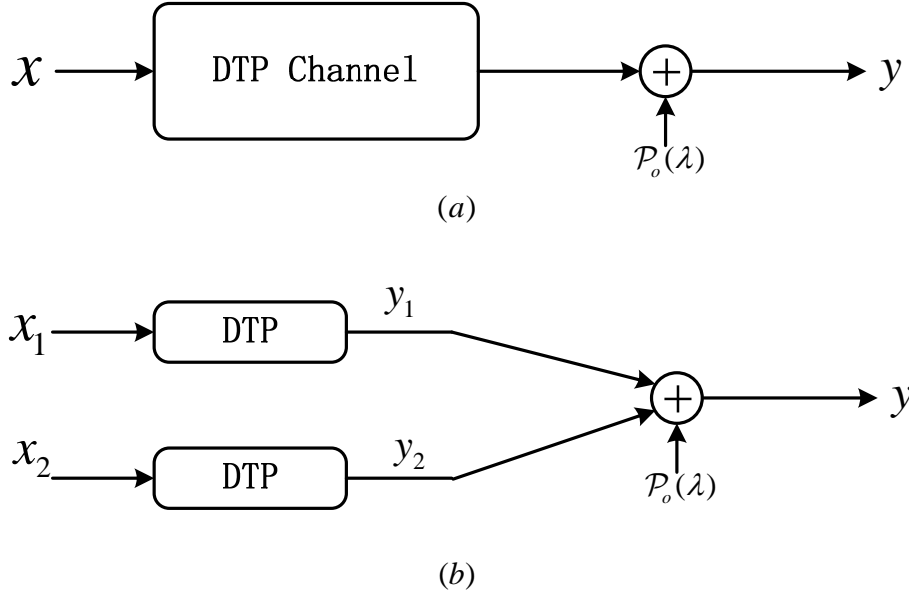 x DTP Channel + y
𝒫ₒ(λ)
(a)
x₁ DTP y₁
+ y
x₂ DTP y₂
𝒫ₒ(λ)
(b)